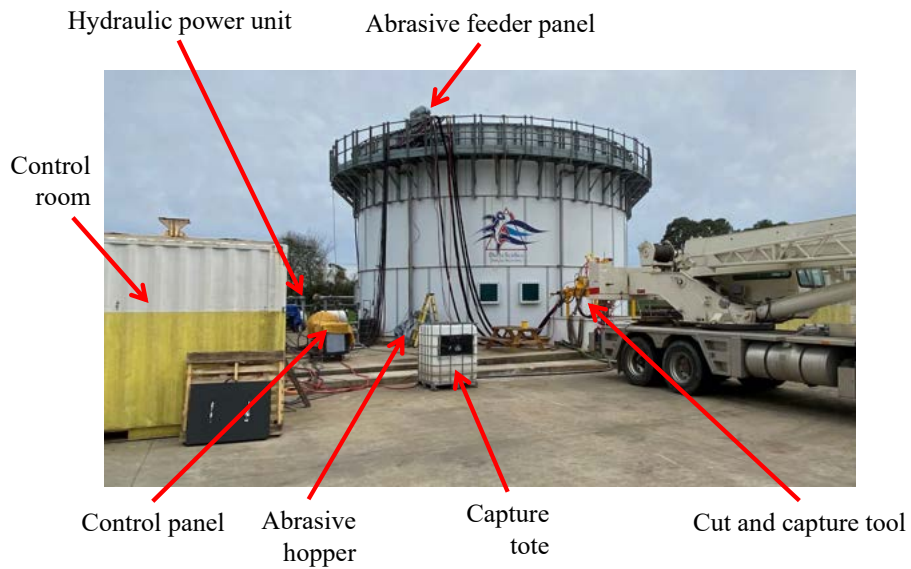 Hydraulic power unit
Abrasive feeder panel
Control
room
Control panel
Abrasive
hopper
Capture
tote
Cut and capture tool